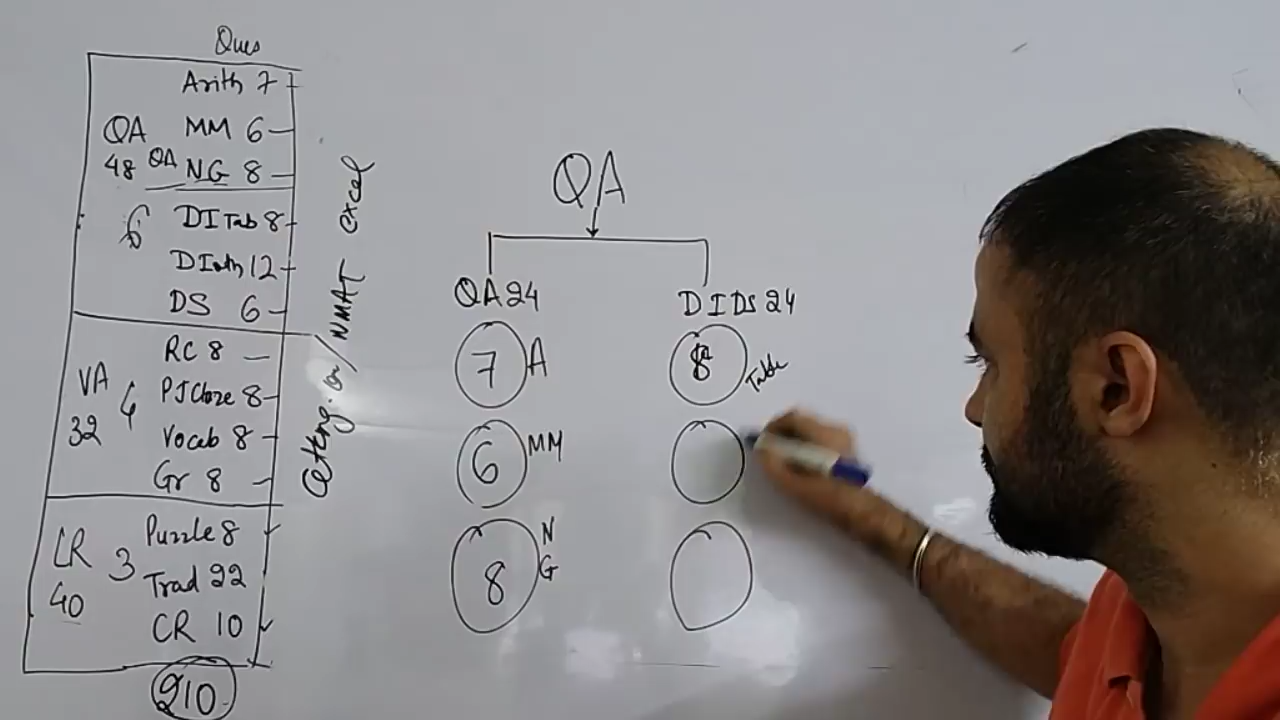 Ques
Arith 7
QA MM 6
48 QA NG 8
6 DI Tab 8
DI oth 12
DS 6
RC 8
VA 4 PJ Cloze 8
32 Vocab 8
Gr 8
Puzzle 8
CR 3 Trad 22
40 CR 10
210
NMAT excel
QA
QA 24
7 A
6 MM
8 N
G
DI DS 24
8 Table